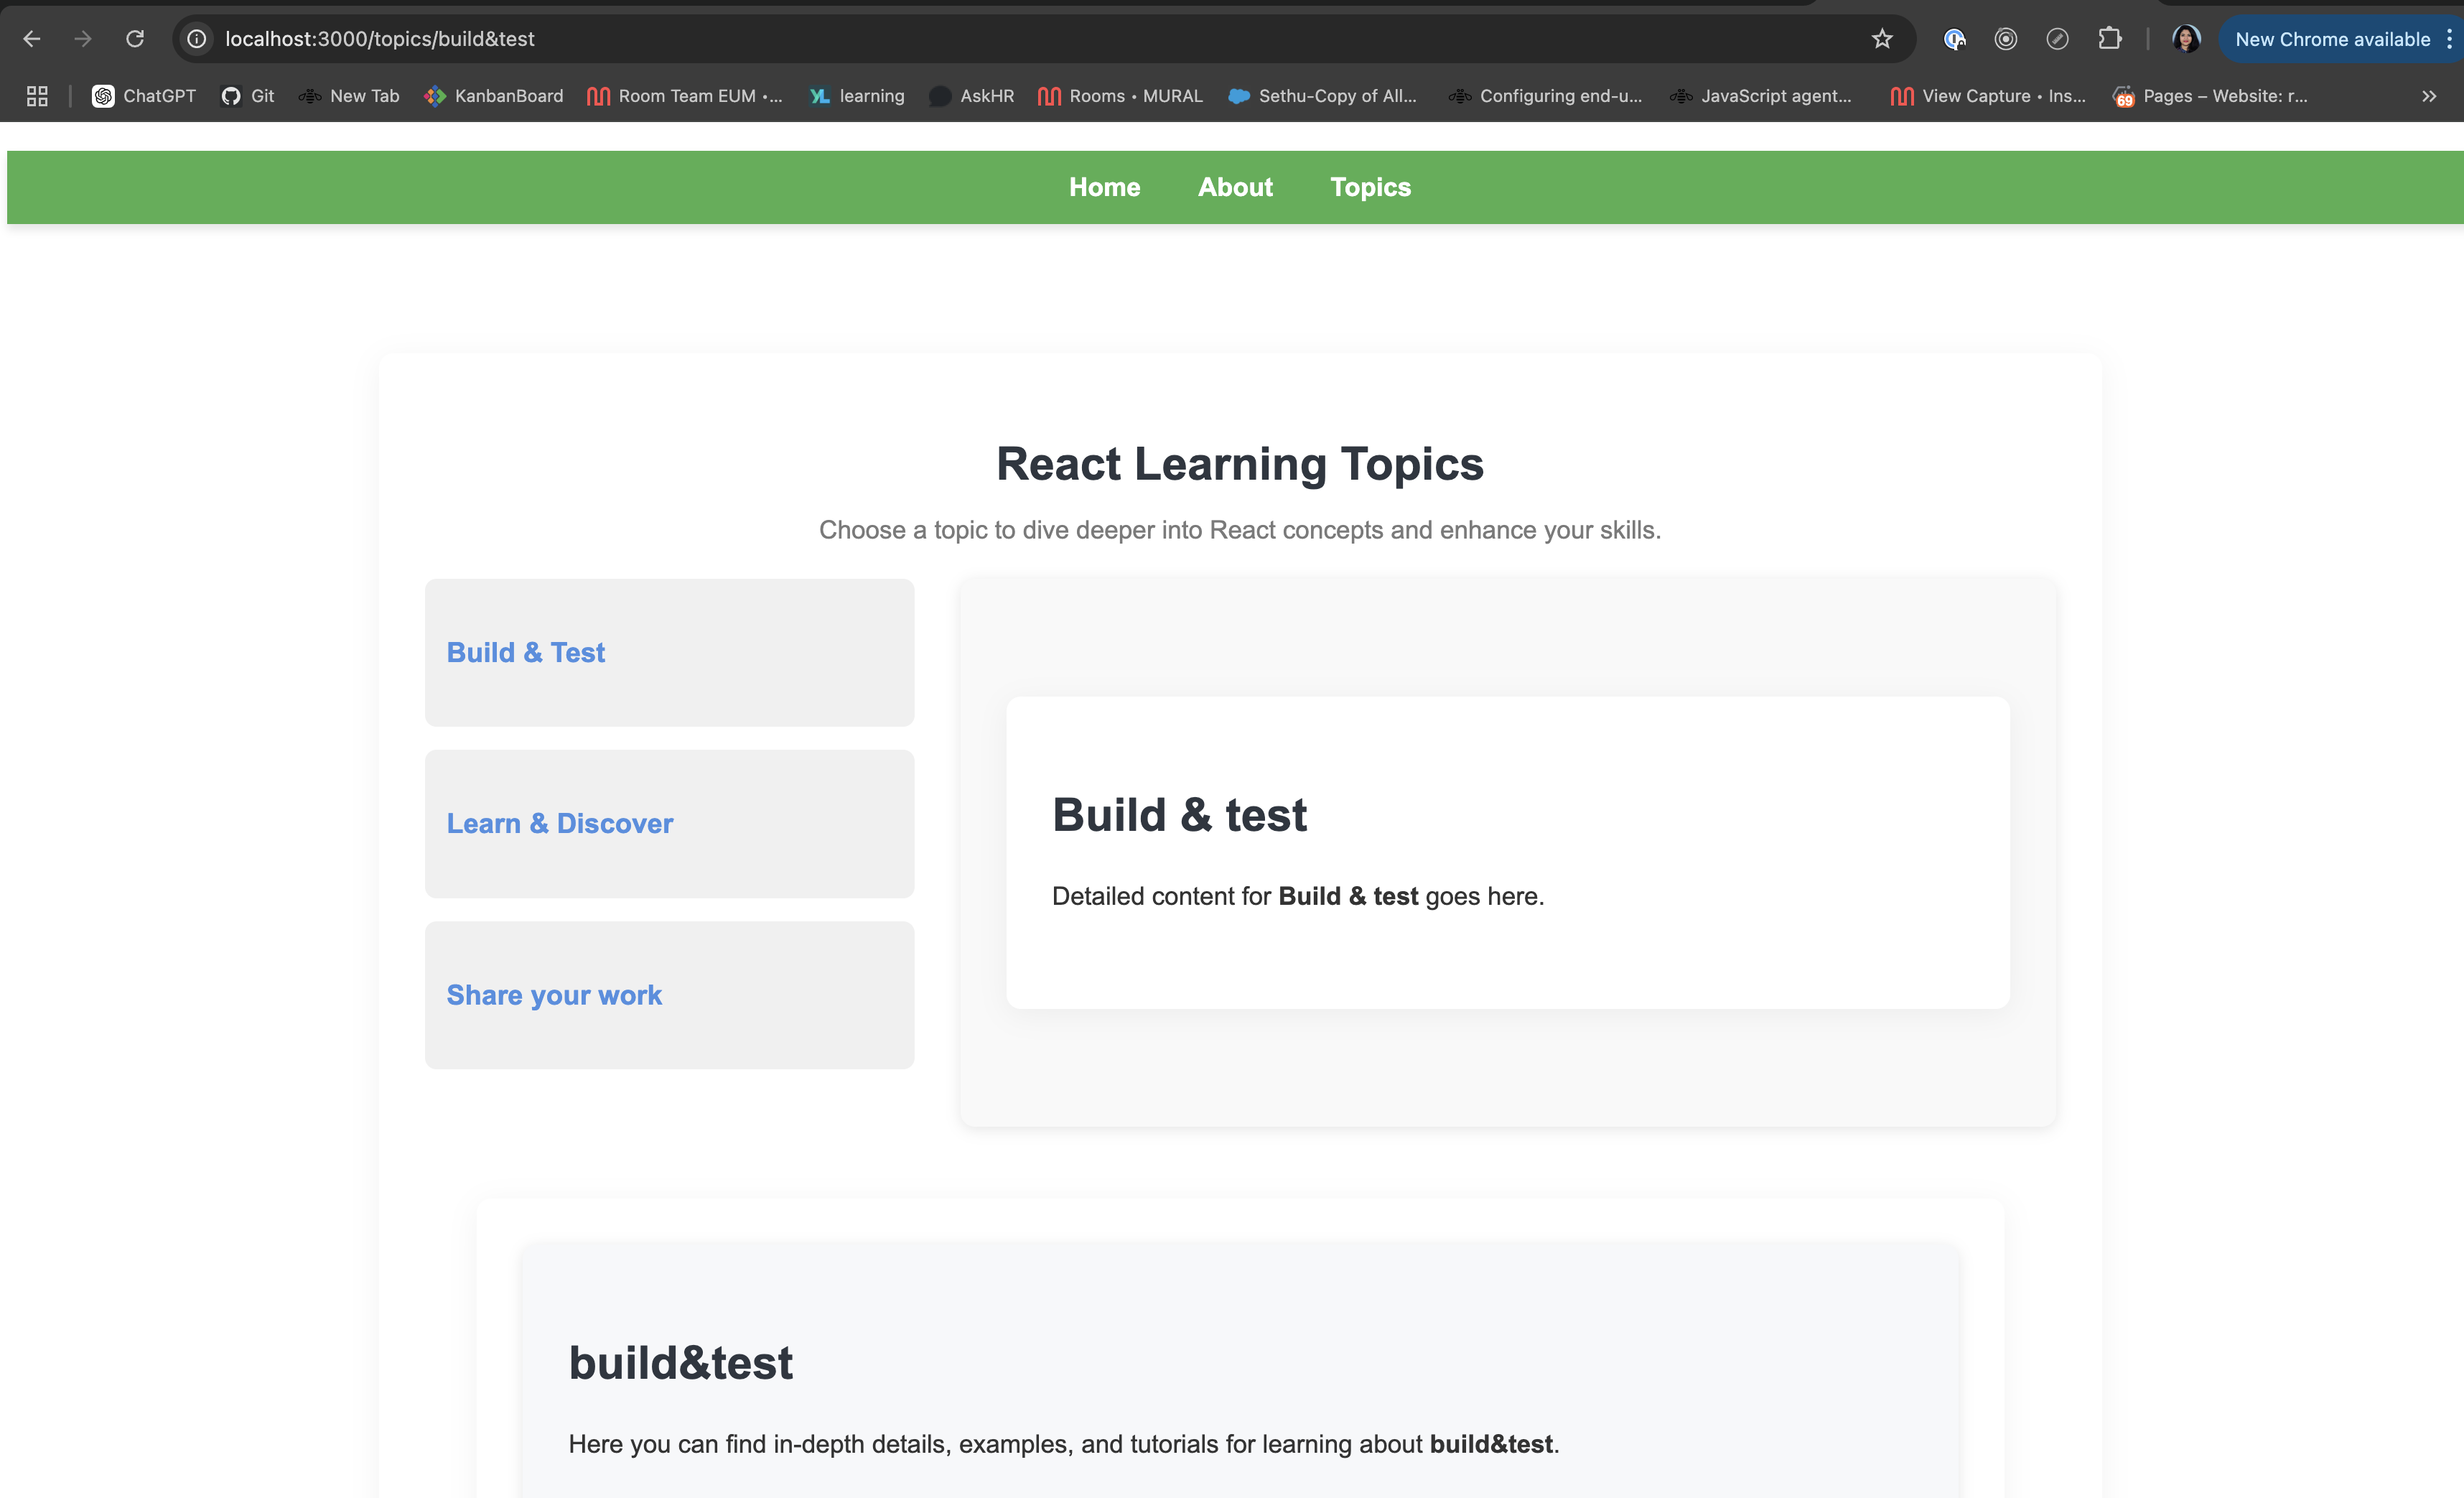 localhost:3000/topics/build&test
New Chrome available
ChatGPT
Git
New Tab
KanbanBoard
Room Team EUM •...
YL learning
AskHR
Rooms • MURAL
Sethu-Copy of All...
Configuring end-u...
JavaScript agent...
View Capture • Ins...
69 Pages – Website: r...
Home About Topics
React Learning Topics
Choose a topic to dive deeper into React concepts and enhance your skills.
Build & Test
Learn & Discover
Share your work
Build & test
Detailed content for Build & test goes here.
build&test
Here you can find in-depth details, examples, and tutorials for learning about build&test.